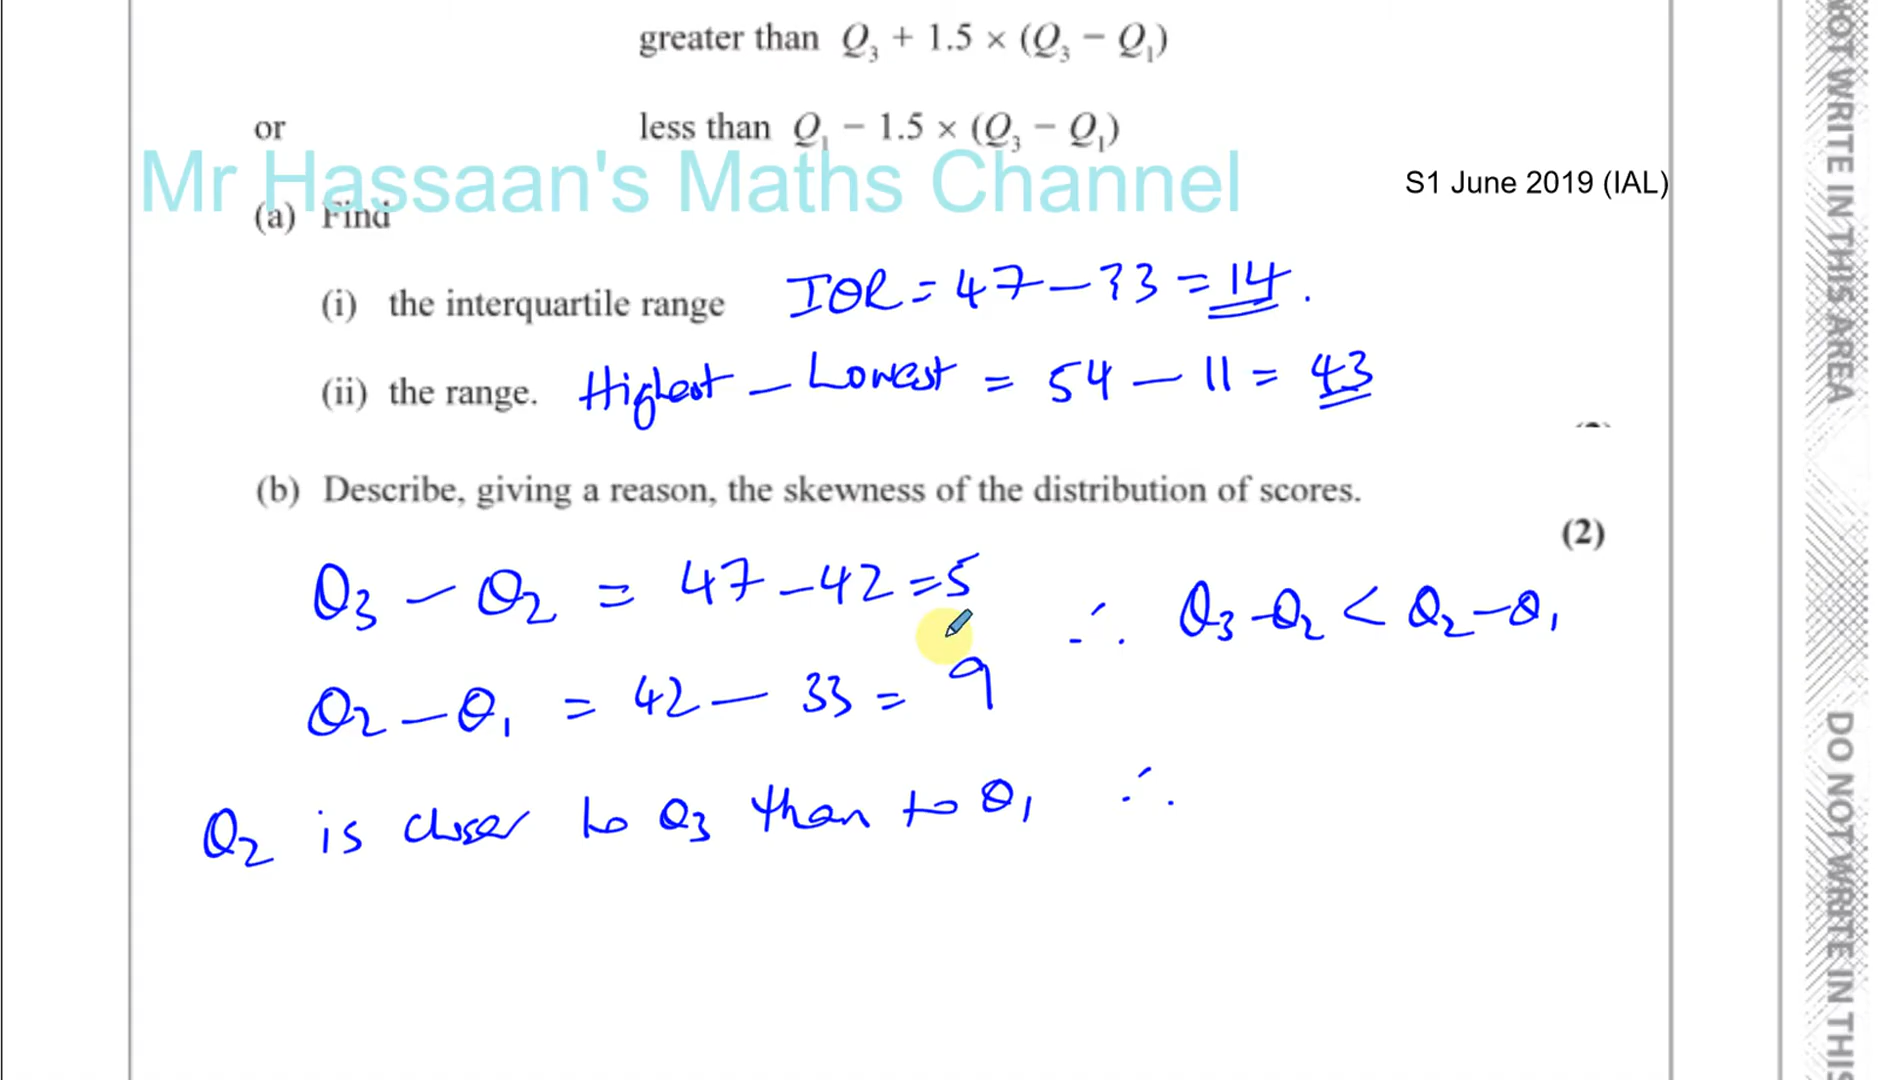 greater than Q₃ + 1.5 × (Q₃ − Q₁)
or less than Q₁ − 1.5 × (Q₃ − Q₁)
Mr Hassaan's Maths Channel
S1 June 2019 (IAL)
(a) Find
(i) the interquartile range IQR = 47 − 33 = 14.
(ii) the range. Highest − Lowest = 54 − 11 = 43
(b) Describe, giving a reason, the skewness of the distribution of scores.
(2)
Q₃ − Q₂ = 47 − 42 = 5
∴ Q₃ − Q₂ < Q₂ − Q₁
Q₂ − Q₁ = 42 − 33 = 9
Q₂ is closer to Q₃ than to Q₁ ∴
NOT WRITE IN THIS AREA
DO NOT WRITE IN THIS